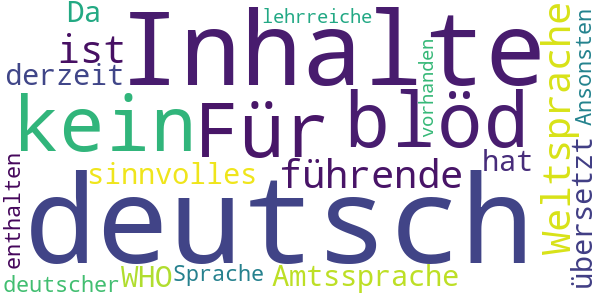 Da
lehrreiche
Inhalte
ist
derzeit
kein
Für
blöd
vorhanden
Weltsprache
Ansonsten
sinnvolles
führende
hat
übersetzt
enthalten
deutsch
deutscher
WHO
Sprache
Amtssprache